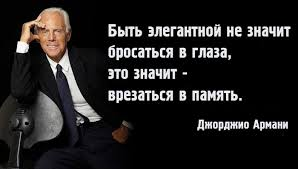 Быть элегантной не значит
бросаться в глаза,
это значит -
врезаться в память.
Джорджио Армани